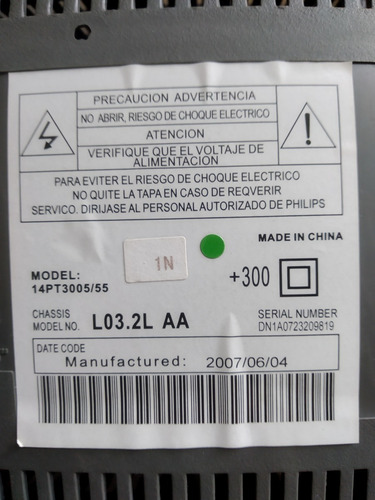 PRECAUCION ADVERTENCIA
NO ABRIR, RIESGO DE CHOQUE ELECTRICO
ATENCION
VERIFIQUE QUE EL VOLTAJE DE
ALIMENTACION
PARA EVITER EL RIESGO DE CHOQUE ELECTRICO
NO QUITE LA TAPA EN CASO DE REQVERIR
SERVICO. DIRIJASE AL PERSONAL AUTORIZADO DE PHILIPS
1N
MADE IN CHINA
MODEL:
14PT3005/55
+300
CHASSIS
MODEL NO. L03.2L AA
SERIAL NUMBER
DN1A0723209819
DATE CODE
Manufactured: 2007/06/04